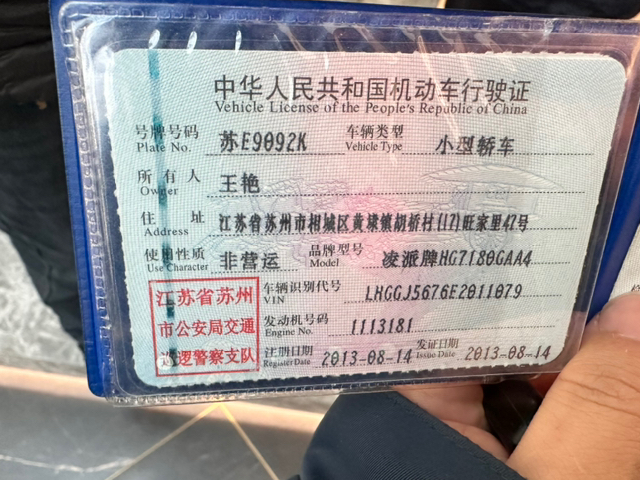 中华人民共和国机动车行驶证
Vehicle License of the People's Republic of China
号牌号码 苏E9092K 车辆类型 小型轿车
Plate No. Vehicle Type
所有人 王艳
Owner
住址 江苏省苏州市相城区黄埭镇胡桥村(17)旺家里47号
Address
使用性质 非营运 品牌型号 凌派牌HG7180GAA4
Use Character Model
江苏省苏州 车辆识别代号 LHGGJ5676E2011079
VIN
市公安局交通 发动机号码 1113181
Engine No.
巡逻警察支队 注册日期 2013-08-14 发证日期 2013-08-14
Register Date Issue Date